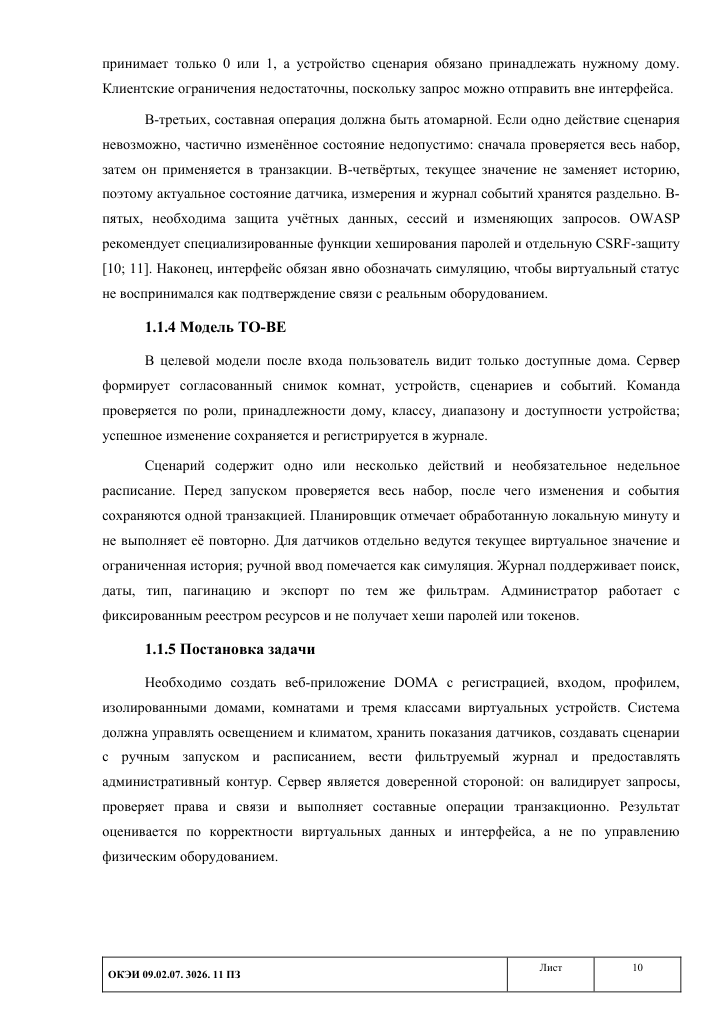 принимает только 0 или 1, а устройство сценария обязано принадлежать нужному дому.
Клиентские ограничения недостаточны, поскольку запрос можно отправить вне интерфейса.
В-третьих, составная операция должна быть атомарной. Если одно действие сценария
невозможно, частично изменённое состояние недопустимо: сначала проверяется весь набор,
затем он применяется в транзакции. В-четвёртых, текущее значение не заменяет историю,
поэтому актуальное состояние датчика, измерения и журнал событий хранятся раздельно. В-
пятых, необходима защита учётных данных, сессий и изменяющих запросов. OWASP
рекомендует специализированные функции хеширования паролей и отдельную CSRF-защиту
[10; 11]. Наконец, интерфейс обязан явно обозначать симуляцию, чтобы виртуальный статус
не воспринимался как подтверждение связи с реальным оборудованием.
1.1.4 Модель TO-BE
В целевой модели после входа пользователь видит только доступные дома. Сервер
формирует согласованный снимок комнат, устройств, сценариев и событий. Команда
проверяется по роли, принадлежности дому, классу, диапазону и доступности устройства;
успешное изменение сохраняется и регистрируется в журнале.
Сценарий содержит одно или несколько действий и необязательное недельное
расписание. Перед запуском проверяется весь набор, после чего изменения и события
сохраняются одной транзакцией. Планировщик отмечает обработанную локальную минуту и
не выполняет её повторно. Для датчиков отдельно ведутся текущее виртуальное значение и
ограниченная история; ручной ввод помечается как симуляция. Журнал поддерживает поиск,
даты, тип, пагинацию и экспорт по тем же фильтрам. Администратор работает с
фиксированным реестром ресурсов и не получает хеши паролей или токенов.
1.1.5 Постановка задачи
Необходимо создать веб-приложение DOMA с регистрацией, входом, профилем,
изолированными домами, комнатами и тремя классами виртуальных устройств. Система
должна управлять освещением и климатом, хранить показания датчиков, создавать сценарии
с ручным запуском и расписанием, вести фильтруемый журнал и предоставлять
административный контур. Сервер является доверенной стороной: он валидирует запросы,
проверяет права и связи и выполняет составные операции транзакционно. Результат
оценивается по корректности виртуальных данных и интерфейса, а не по управлению
физическим оборудованием.
ОКЭИ 09.02.07. 3026. 11 ПЗ
Лист
10